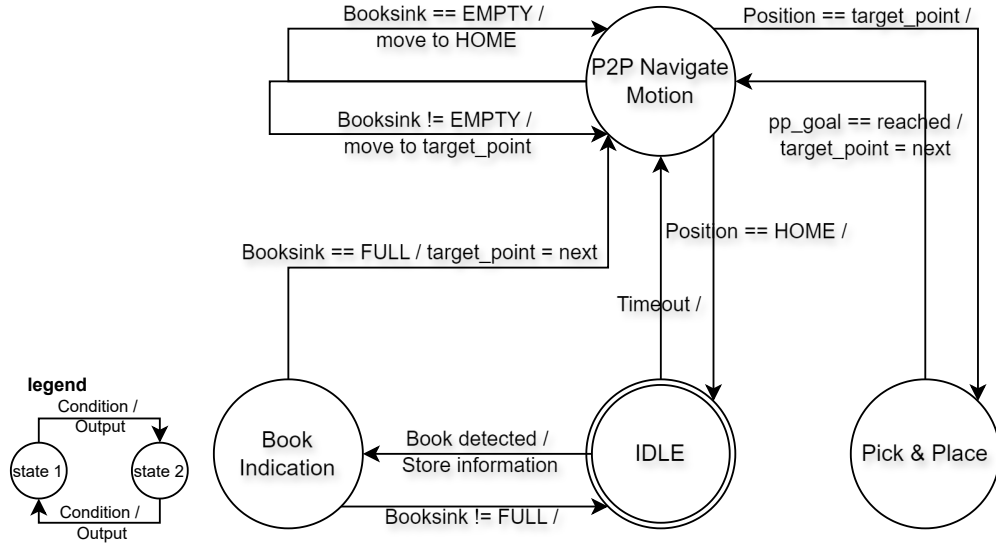 Booksink == EMPTY /
move to HOME
Position == target_point /
P2P Navigate
Motion
Booksink != EMPTY /
move to target_point
pp_goal == reached /
target_point = next
Position == HOME /
Booksink == FULL / target_point = next
Timeout /
legend
Condition /
Output
state 1
state 2
Condition /
Output
Book
Indication
Book detected /
Store information
IDLE
Pick & Place
Booksink != FULL /